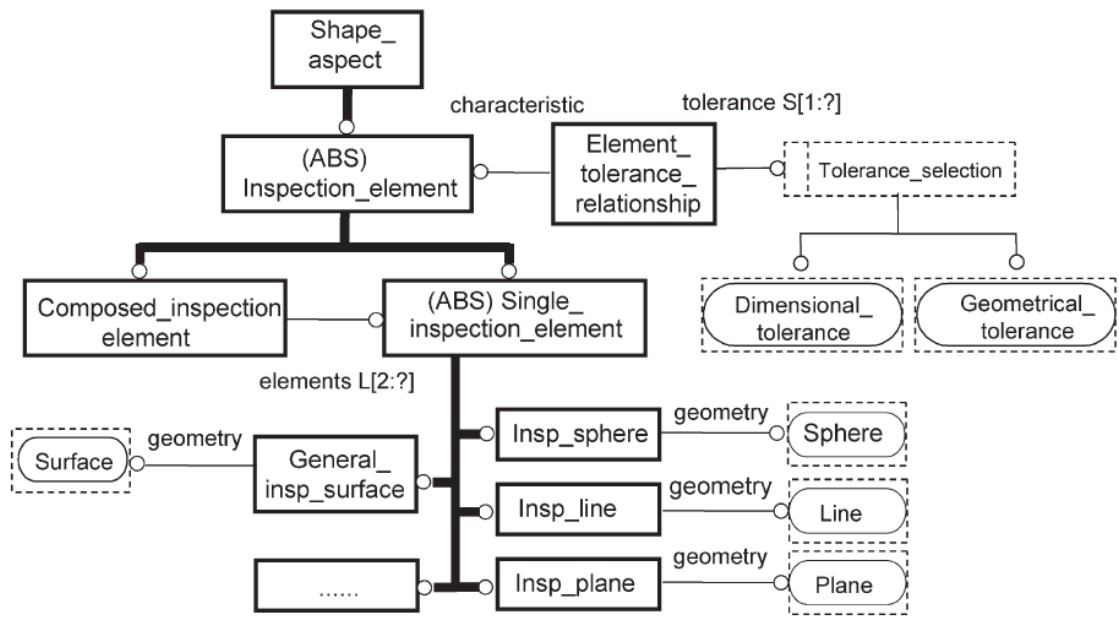 Shape_
aspect
characteristic
tolerance S[1:?]
(ABS)
Inspection_element
Element_
tolerance_
relationship
Tolerance_selection
Composed_inspection
element
(ABS) Single_
inspection_element
Dimensional_
tolerance
Geometrical_
tolerance
elements L[2:?]
Surface
geometry
General_
insp_surface
Insp_sphere
geometry
Sphere
Insp_line
geometry
Line
......
Insp_plane
geometry
Plane